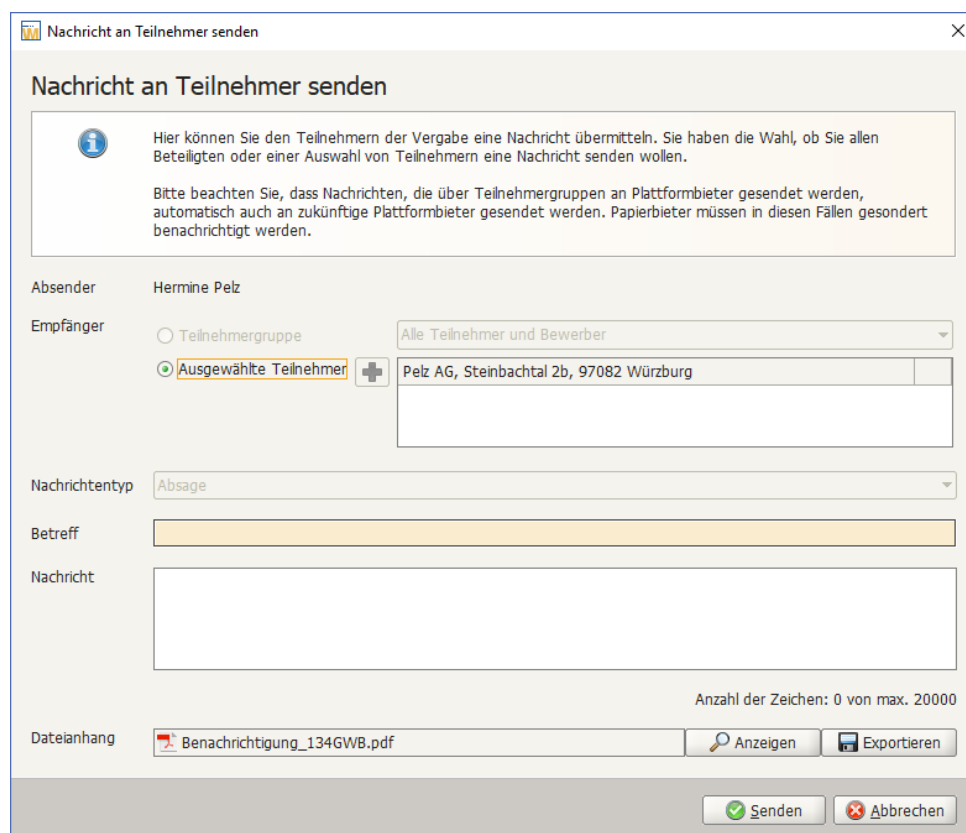 Nachricht an Teilnehmer senden
Nachricht an Teilnehmer senden
Hier können Sie den Teilnehmern der Vergabe eine Nachricht übermitteln. Sie haben die Wahl, ob Sie allen
Beteiligten oder einer Auswahl von Teilnehmern eine Nachricht senden wollen.
Bitte beachten Sie, dass Nachrichten, die über Teilnehmergruppen an Plattformbieter gesendet werden,
automatisch auch an zukünftige Plattformbieter gesendet werden. Papierbieter müssen in diesen Fällen gesondert
benachrichtigt werden.
Absender Hermine Pelz
Empfänger Teilnehmergruppe Alle Teilnehmer und Bewerber
Ausgewählte Teilnehmer Pelz AG, Steinbachtal 2b, 97082 Würzburg
Nachrichtentyp Absage
Betreff
Nachricht
Anzahl der Zeichen: 0 von max. 20000
Dateianhang Benachrichtigung_134GWB.pdf Anzeigen Exportieren
Senden Abbrechen